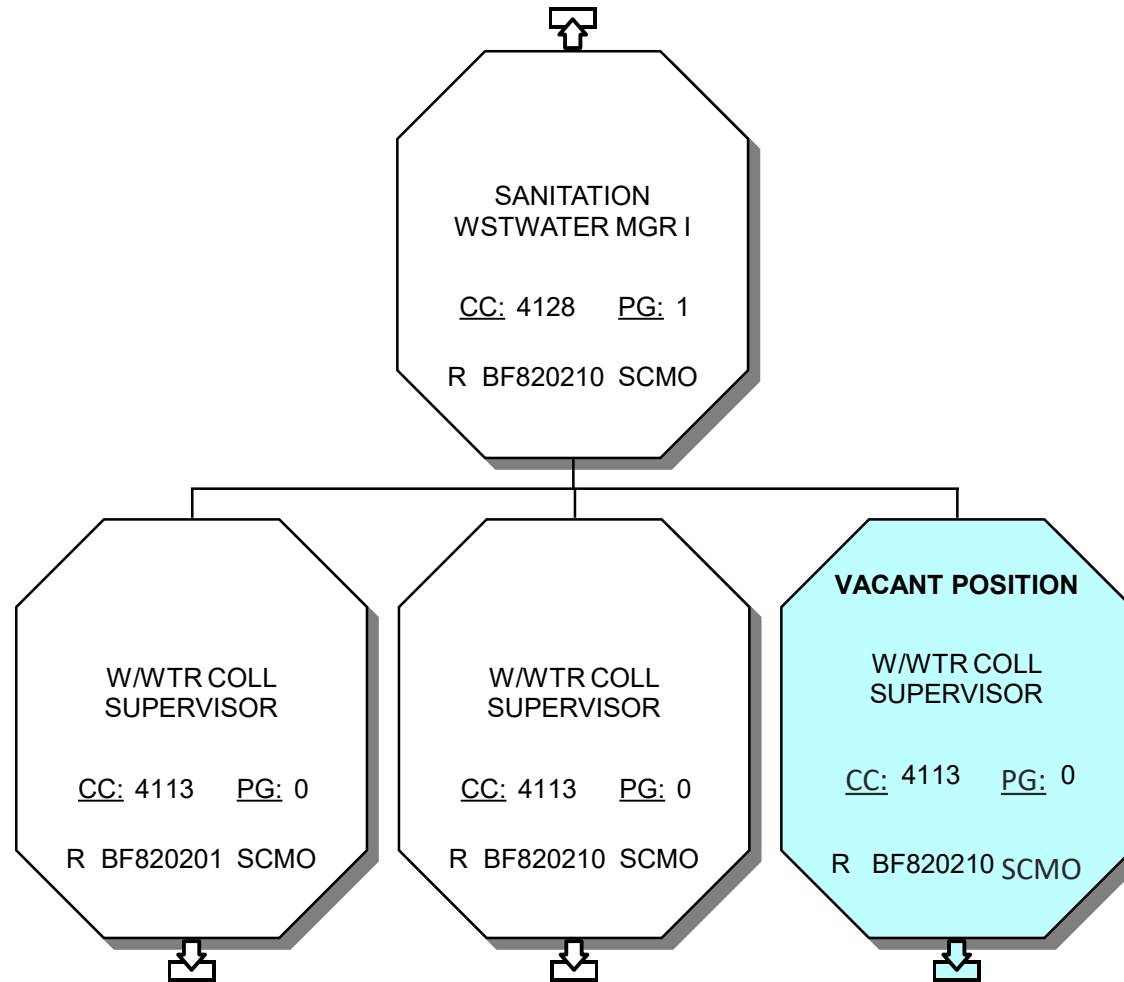 SANITATION
WSTWATER MGR I
CC: 4128 PG: 1
R BF820210 SCMO
W/WTR COLL
SUPERVISOR
CC: 4113 PG: 0
R BF820201 SCMO
W/WTR COLL
SUPERVISOR
CC: 4113 PG: 0
R BF820210 SCMO
VACANT POSITION
W/WTR COLL
SUPERVISOR
CC: 4113 PG: 0
R BF820210 SCMO